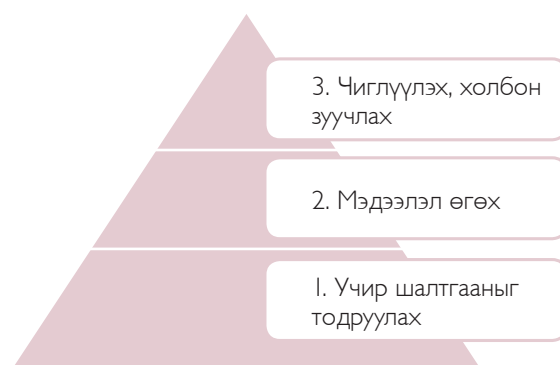 3. Чиглүүлэх, холбон
зуучлах
2. Мэдээлэл өгөх
1. Учир шалтгааныг
тодруулах